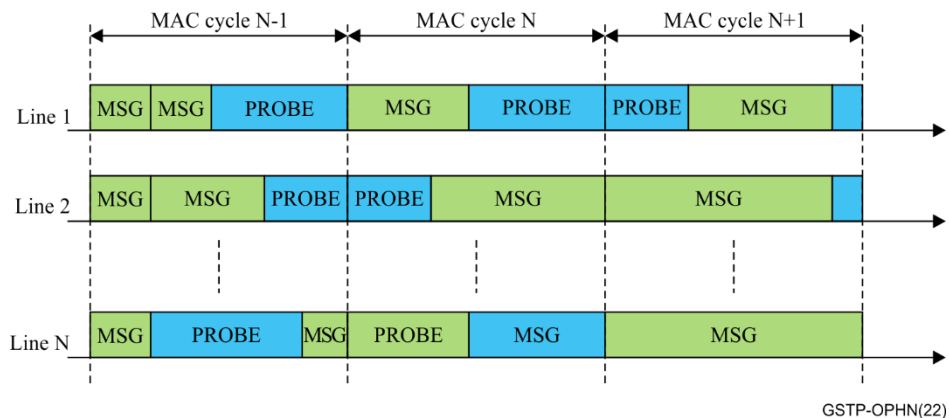 MAC cycle N-1 MAC cycle N MAC cycle N+1
Line 1 MSG MSG PROBE MSG PROBE PROBE MSG
Line 2 MSG MSG PROBE PROBE MSG MSG
Line N MSG PROBE MSG PROBE MSG MSG
GSTP-OPHN(22)